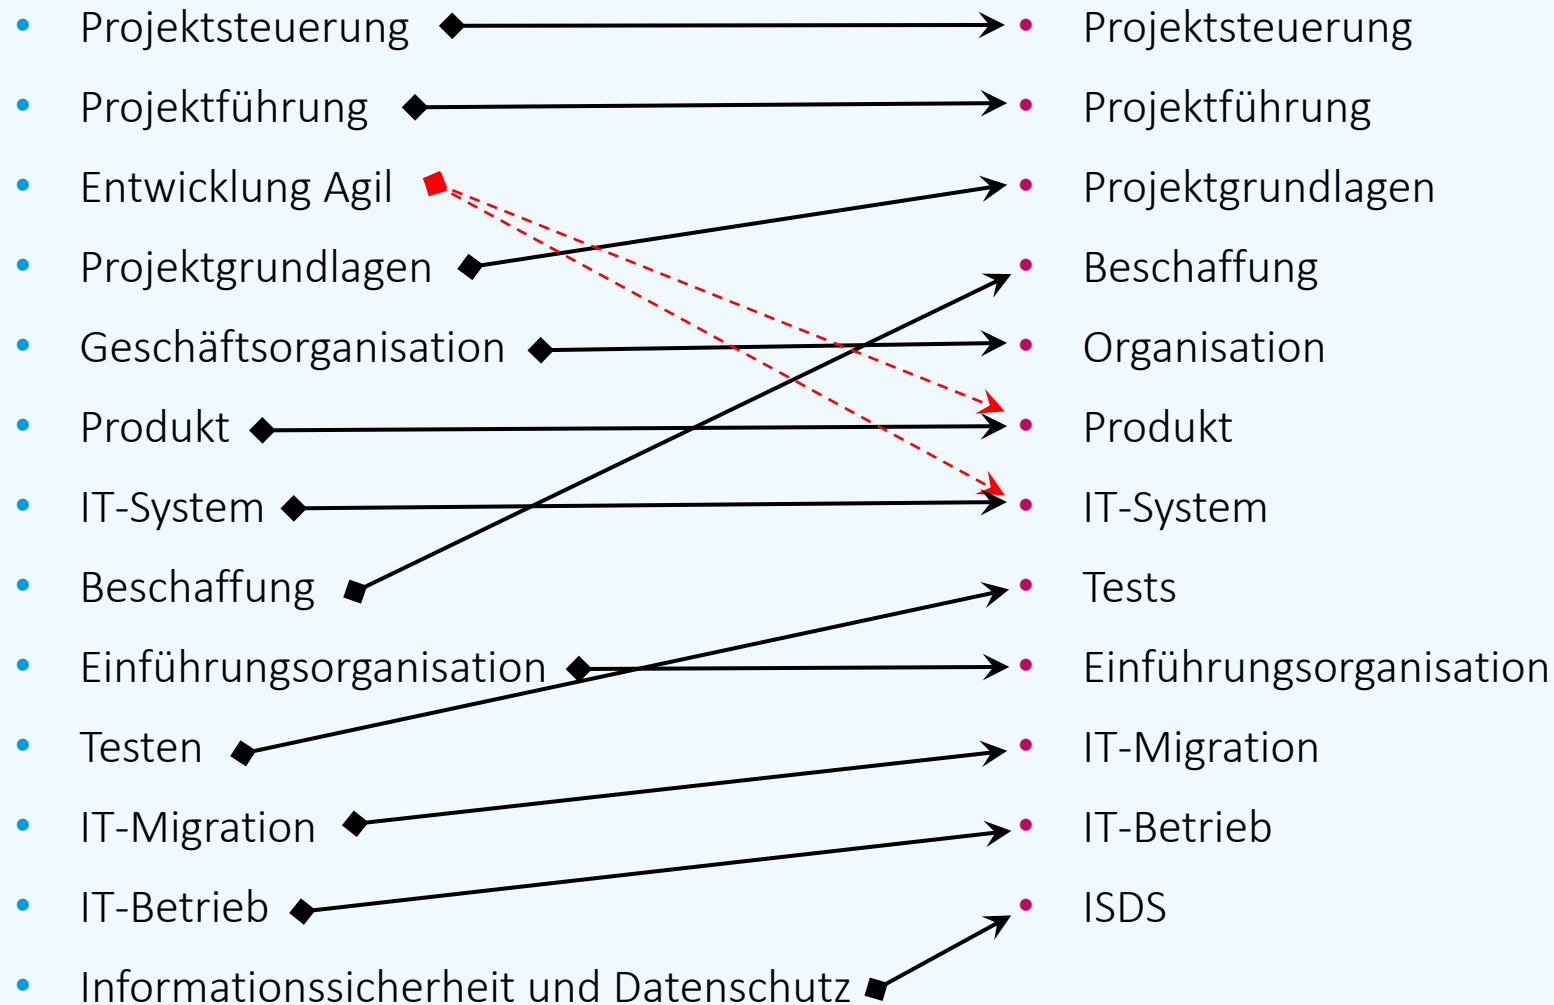 • Projektsteuerung • Projektsteuerung
• Projektführung • Projektführung
• Entwicklung Agil • Projektgrundlagen
• Projektgrundlagen • Beschaffung
• Geschäftsorganisation • Organisation
• Produkt • Produkt
• IT-System • IT-System
• Beschaffung • Tests
• Einführungsorganisation • Einführungsorganisation
• Testen • IT-Migration
• IT-Migration • IT-Betrieb
• IT-Betrieb • ISDS
• Informationssicherheit und Datenschutz